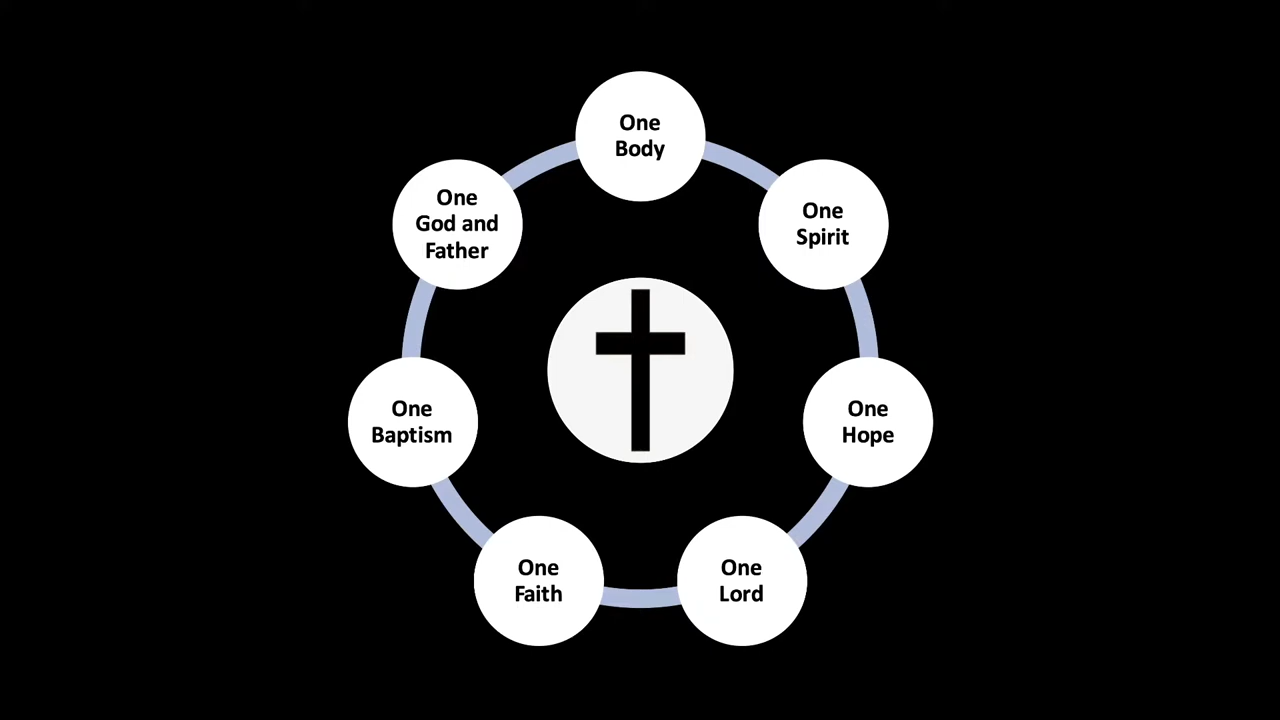 One
Body
One
Spirit
One
Hope
One
Lord
One
Faith
One
Baptism
One
God and
Father